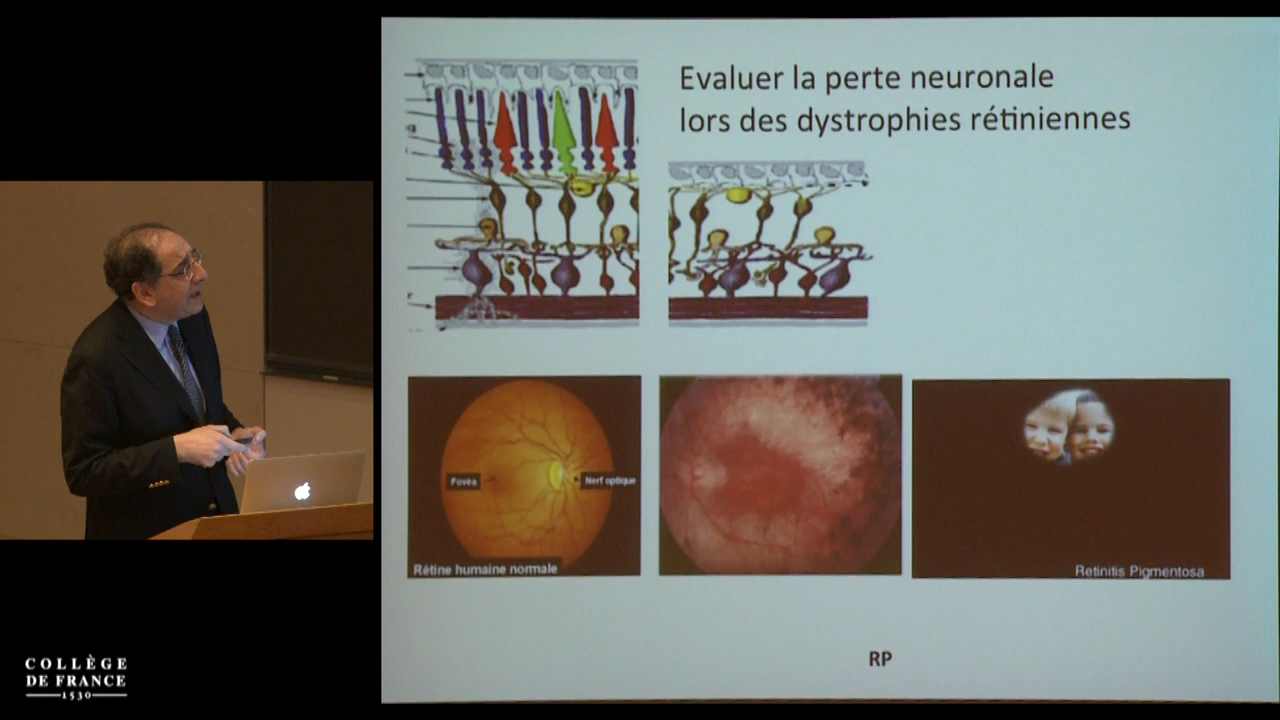 Evaluer la perte neuronale
lors des dystrophies rétiniennes
Fovéa
Nerf optique
Rétine humaine normale
Retinitis Pigmentosa
RP
COLLÈGE
DE FRANCE
1530